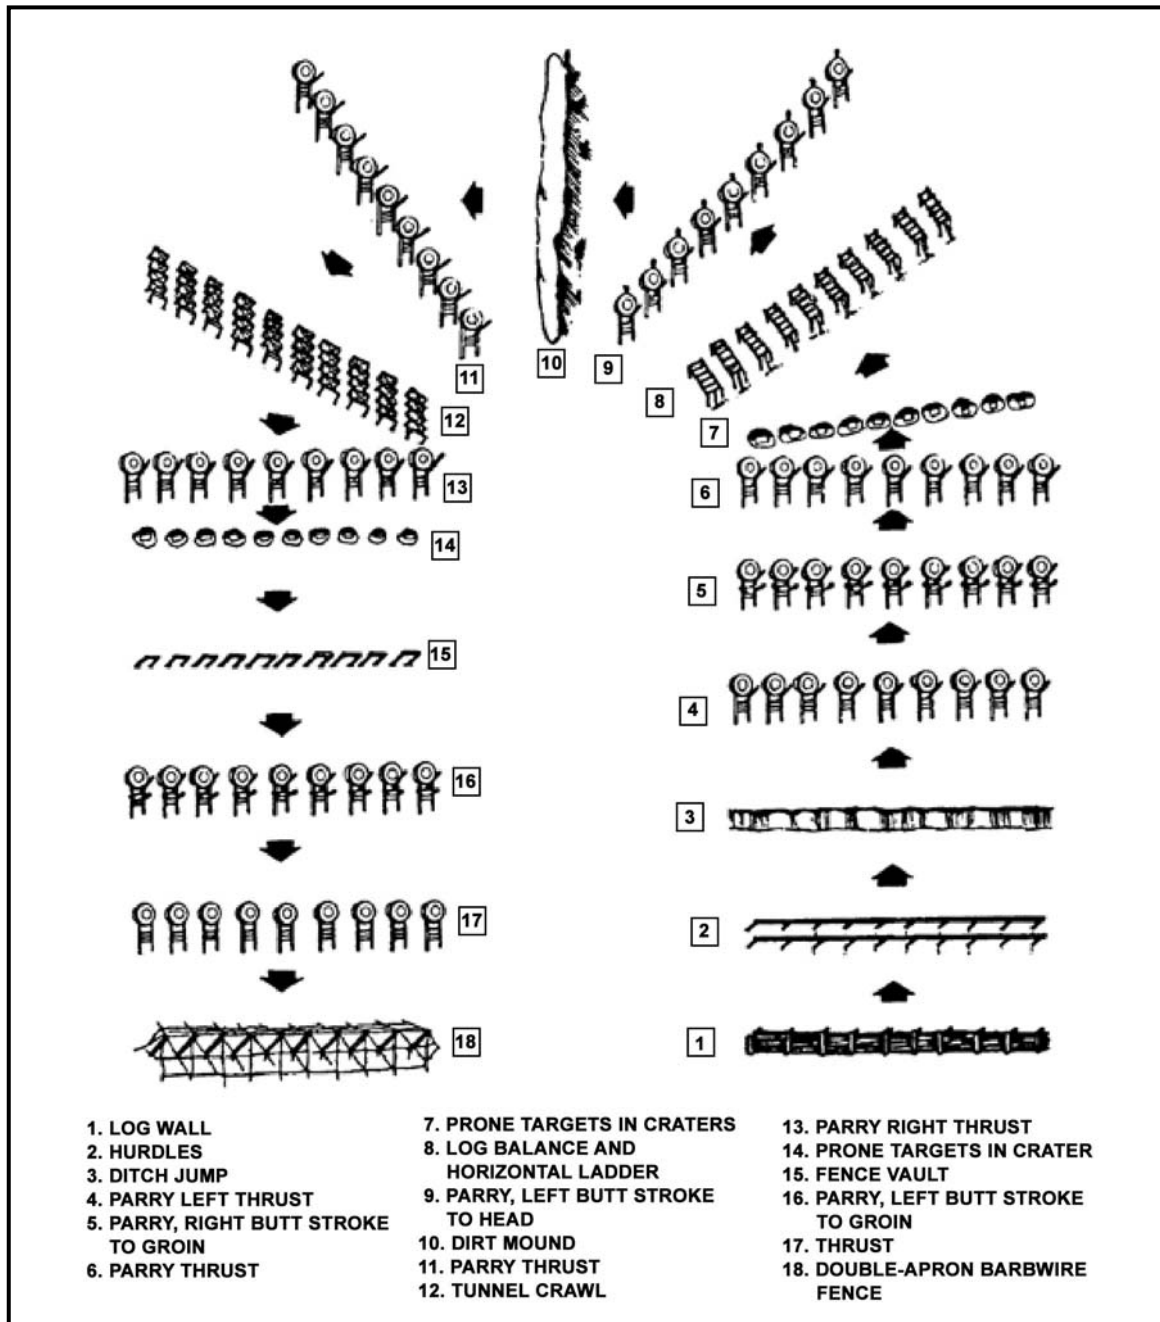 11
10
9
8
12
7
13
6
14
5
15
4
16
3
17
2
18
1
1. LOG WALL
2. HURDLES
3. DITCH JUMP
4. PARRY LEFT THRUST
5. PARRY, RIGHT BUTT STROKE
TO GROIN
6. PARRY THRUST
7. PRONE TARGETS IN CRATERS
8. LOG BALANCE AND
HORIZONTAL LADDER
9. PARRY, LEFT BUTT STROKE
TO HEAD
10. DIRT MOUND
11. PARRY THRUST
12. TUNNEL CRAWL
13. PARRY RIGHT THRUST
14. PRONE TARGETS IN CRATER
15. FENCE VAULT
16. PARRY, LEFT BUTT STROKE
TO GROIN
17. THRUST
18. DOUBLE-APRON BARBWIRE
FENCE